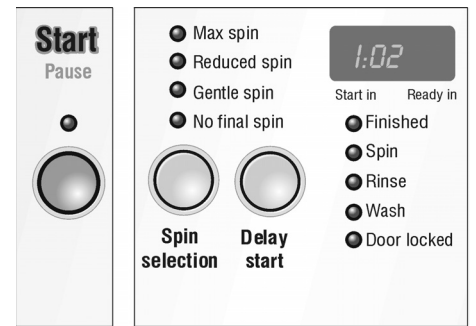 Start
Pause
Max spin
Reduced spin
Gentle spin
No final spin
Spin
selection
Delay
start
1:02
Start in Ready in
Finished
Spin
Rinse
Wash
Door locked